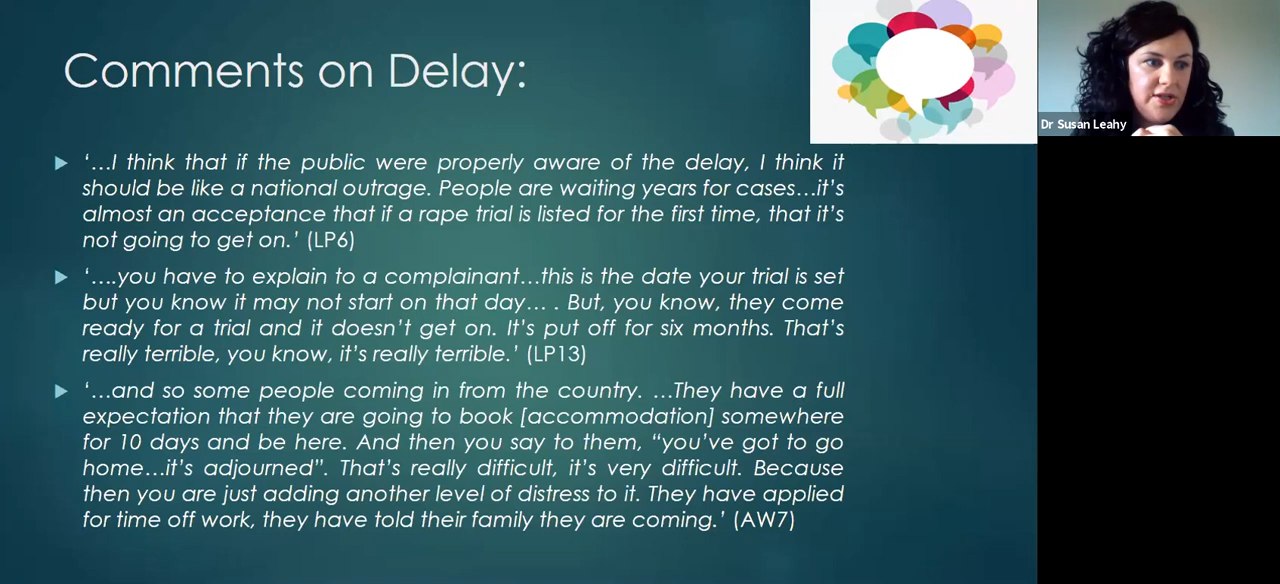 Comments on Delay:
Dr Susan Leahy
‘…I think that if the public were properly aware of the delay, I think it
should be like a national outrage. People are waiting years for cases…it’s
almost an acceptance that if a rape trial is listed for the first time, that it’s
not going to get on.’ (LP6)
‘….you have to explain to a complainant…this is the date your trial is set
but you know it may not start on that day… . But, you know, they come
ready for a trial and it doesn’t get on. It’s put off for six months. That’s
really terrible, you know, it’s really terrible.’ (LP13)
‘…and so some people coming in from the country. …They have a full
expectation that they are going to book [accommodation] somewhere
for 10 days and be here. And then you say to them, “you’ve got to go
home…it’s adjourned”. That’s really difficult, it’s very difficult. Because
then you are just adding another level of distress to it. They have applied
for time off work, they have told their family they are coming.’ (AW7)